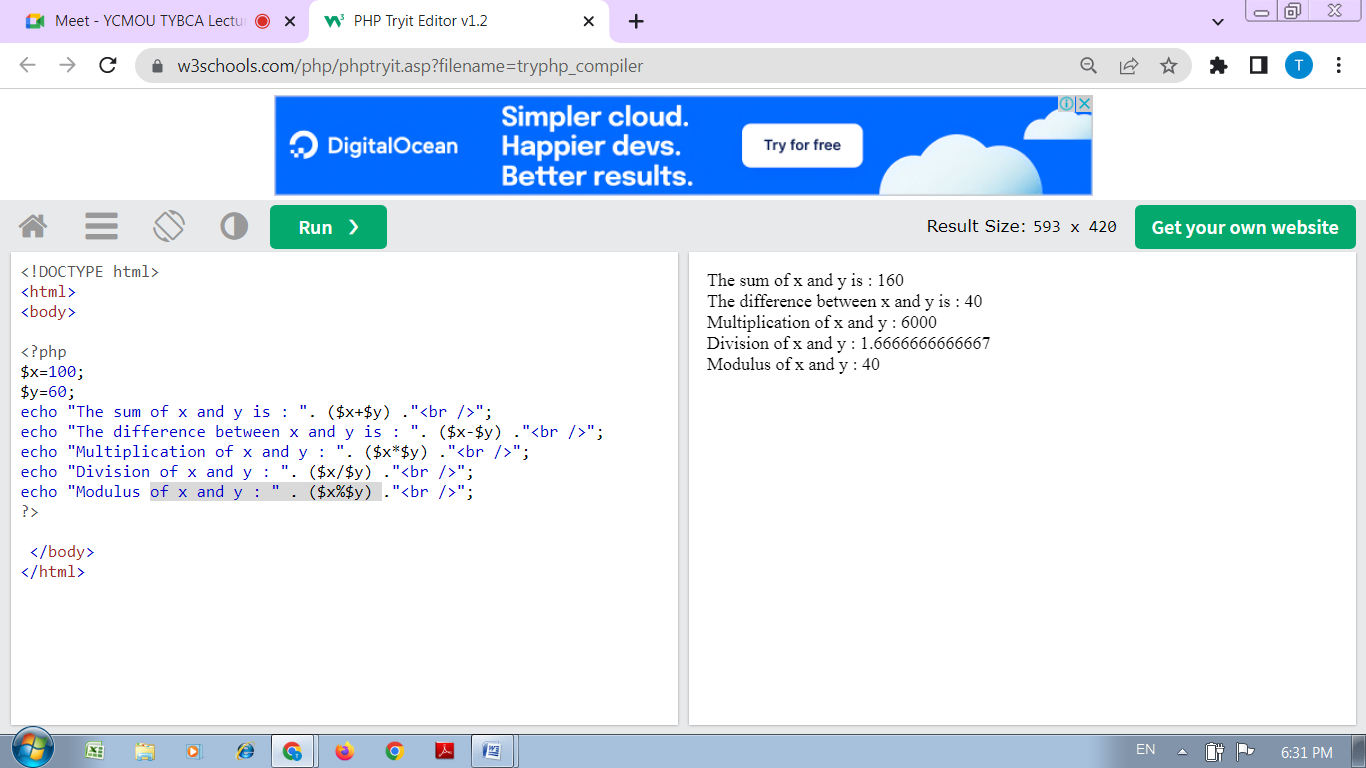 Meet - YCMOU TYBCA Lectu
PHP Tryit Editor v1.2
w3schools.com/php/phptryit.asp?filename=tryphp_compiler
T
DigitalOcean
Simpler cloud.
Happier devs.
Better results.
Try for free
Run ❯
Result Size: 593 x 420
Get your own website
<!DOCTYPE html>
<html>
<body>
<?php
$x=100;
$y=60;
echo "The sum of x and y is : ". ($x+$y) ."<br />";
echo "The difference between x and y is : ". ($x-$y) ."<br />";
echo "Multiplication of x and y : ". ($x*$y) ."<br />";
echo "Division of x and y : ". ($x/$y) ."<br />";
echo "Modulus of x and y : " . ($x%$y) ."<br />";
?>
</body>
</html>
The sum of x and y is : 160
The difference between x and y is : 40
Multiplication of x and y : 6000
Division of x and y : 1.6666666666667
Modulus of x and y : 40
EN
6:31 PM